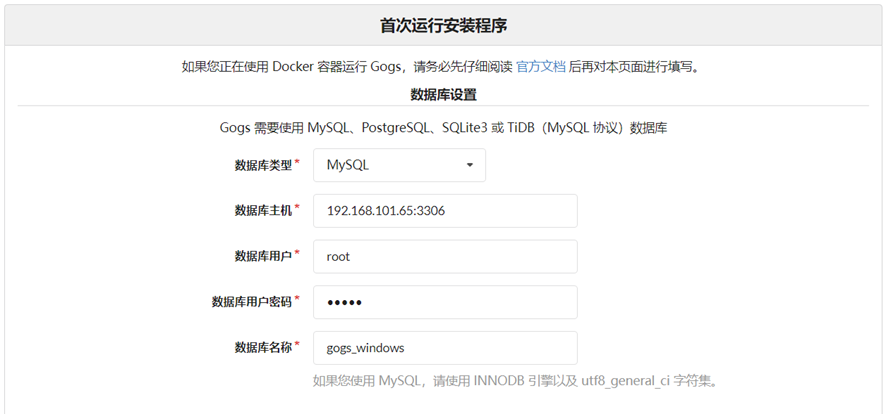 首次运行安装程序
如果您正在使用 Docker 容器运行 Gogs，请务必先仔细阅读 官方文档 后再对本页面进行填写。
数据库设置
Gogs 需要使用 MySQL、PostgreSQL、SQLite3 或 TiDB（MySQL 协议）数据库
数据库类型* MySQL
数据库主机* 192.168.101.65:3306
数据库用户* root
数据库用户密码* •••••
数据库名称* gogs_windows
如果您使用 MySQL，请使用 INNODB 引擎以及 utf8_general_ci 字符集。